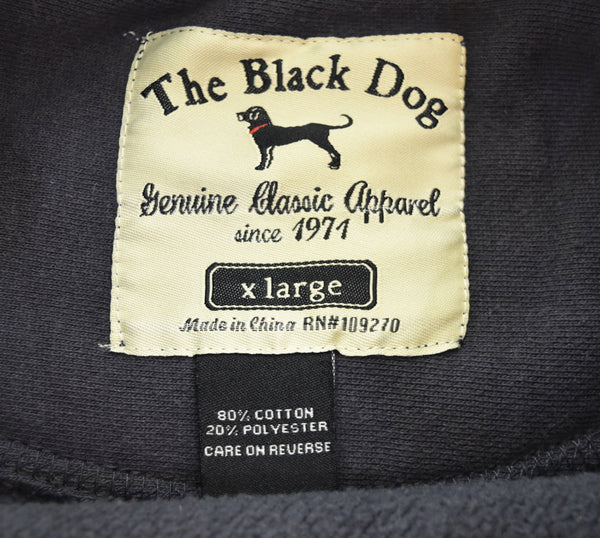 The Black Dog
Genuine Classic Apparel
since 1971
x large
Made in China RN#109270
80% COTTON
20% POLYESTER
CARE ON REVERSE